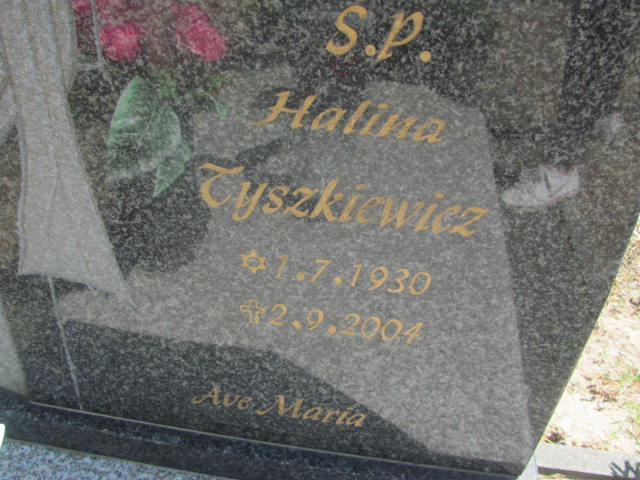 S.P.
Halina
Tyszkiewicz
✡1.7.1930
✝2.9.2004
Ave Maria